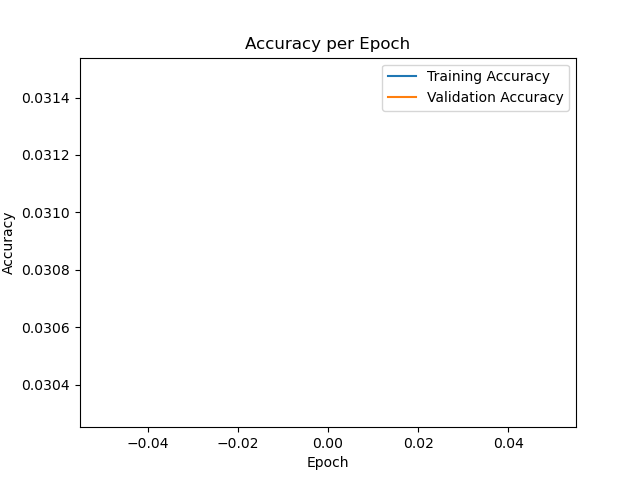 Accuracy per Epoch
Training Accuracy
Validation Accuracy
0.0314
0.0312
0.0310
0.0308
0.0306
0.0304
Accuracy
−0.04 −0.02 0.00 0.02 0.04
Epoch